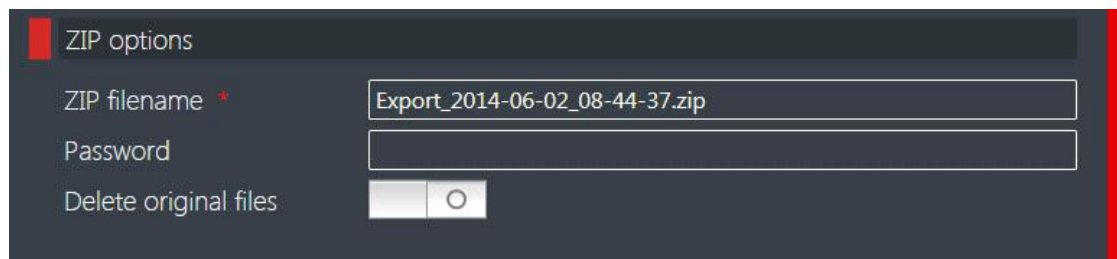 ZIP options
ZIP filename *
Export_2014-06-02_08-44-37.zip
Password
Delete original files